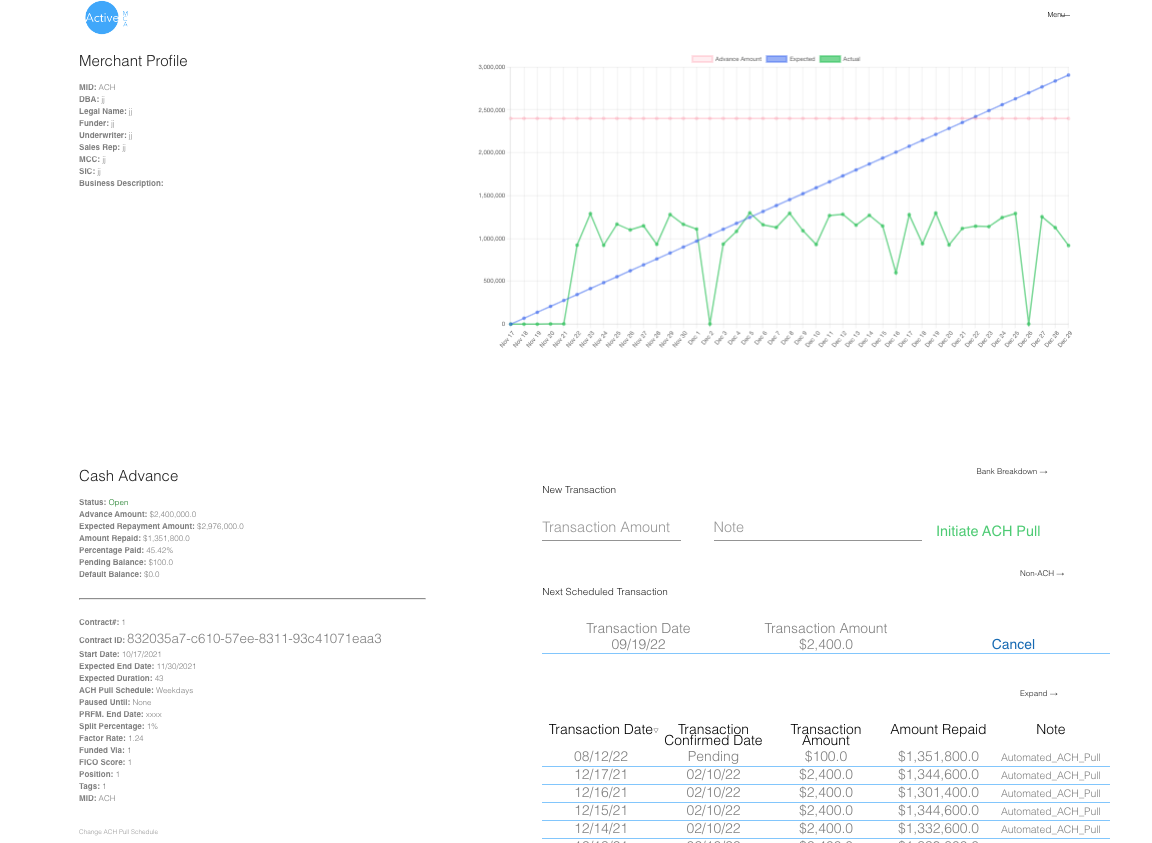 Active MCA
Menu
Merchant Profile
MID: ACH
DBA: jj
Legal Name: jj
Funder: jj
Underwriter: jj
Sales Rep: jj
MCC: jj
SIC: jj
Business Description:
Advance Amount Expected Actual
3,000,000
2,500,000
2,000,000
1,500,000
1,000,000
500,000
0
Nov 17 Nov 18 Nov 19 Nov 20 Nov 21 Nov 22 Nov 23 Nov 24 Nov 25 Nov 26 Nov 27 Nov 28 Nov 29 Nov 30 Dec 1 Dec 2 Dec 3 Dec 4 Dec 5 Dec 6 Dec 7 Dec 8 Dec 9 Dec 10 Dec 11 Dec 12 Dec 13 Dec 14 Dec 15 Dec 16 Dec 17 Dec 18 Dec 19 Dec 20 Dec 21 Dec 22 Dec 23 Dec 24 Dec 25 Dec 26 Dec 27 Dec 28 Dec 29
Cash Advance
Status: Open
Advance Amount: $2,400,000.0
Expected Repayment Amount: $2,976,000.0
Amount Repaid: $1,351,800.0
Percentage Paid: 45.42%
Pending Balance: $100.0
Default Balance: $0.0
Contract#: 1
Contract ID: 832035a7-c610-57ee-8311-93c41071eaa3
Start Date: 10/17/2021
Expected End Date: 11/30/2021
Expected Duration: 43
ACH Pull Schedule: Weekdays
Paused Until: None
PRFM. End Date: xxxx
Split Percentage: 1%
Factor Rate: 1.24
Funded Via: 1
FICO Score: 1
Position: 1
Tags: 1
MID: ACH
Change ACH Pull Schedule
Bank Breakdown →
New Transaction
Transaction Amount Note Initiate ACH Pull
Non-ACH →
Next Scheduled Transaction
Transaction Date Transaction Amount
09/19/22 $2,400.0 Cancel
Expand →
Transaction Date▿ Transaction Confirmed Date Transaction Amount Amount Repaid Note
08/12/22 Pending $100.0 $1,351,800.0 Automated_ACH_Pull
12/17/21 02/10/22 $2,400.0 $1,344,600.0 Automated_ACH_Pull
12/16/21 02/10/22 $2,400.0 $1,301,400.0 Automated_ACH_Pull
12/15/21 02/10/22 $2,400.0 $1,344,600.0 Automated_ACH_Pull
12/14/21 02/10/22 $2,400.0 $1,332,600.0 Automated_ACH_Pull